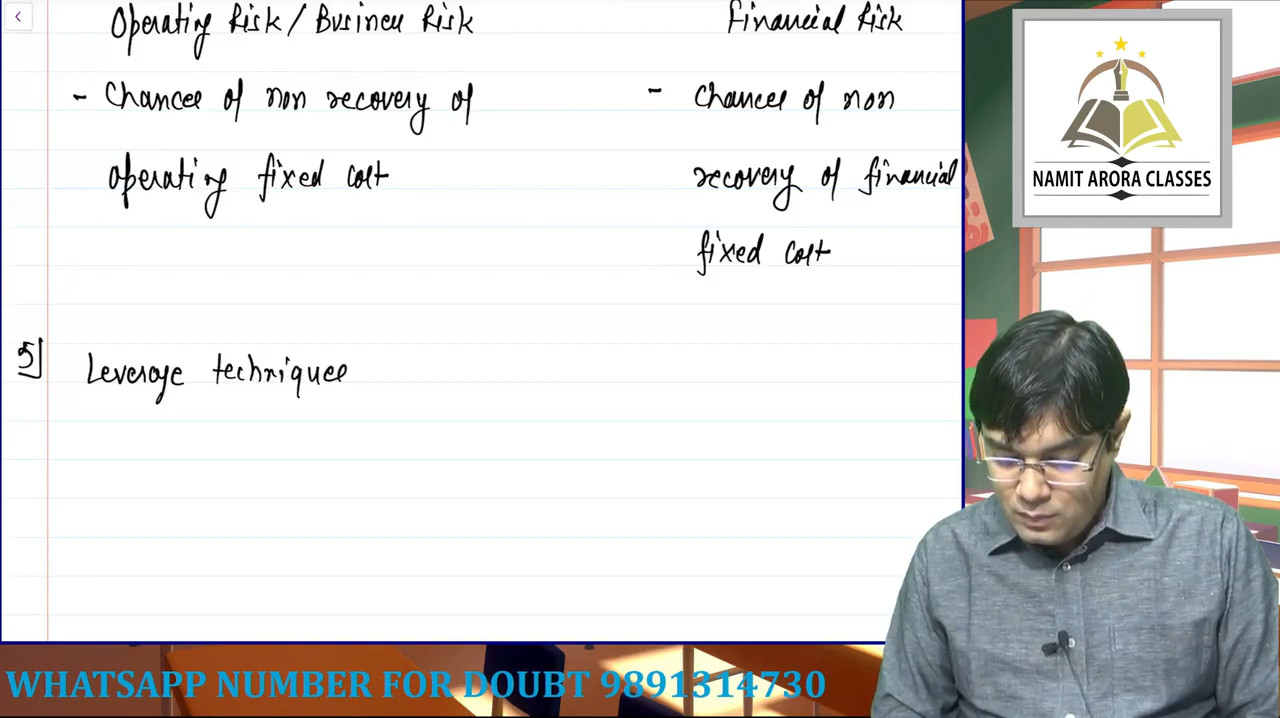 Operating Risk / Business Risk
Financial Risk
- Chances of non recovery of
operating fixed cost
- Chances of non
recovery of financial
fixed cost
5] Leverage techniques
NAMIT ARORA CLASSES
WHATSAPP NUMBER FOR DOUBT 9891314730